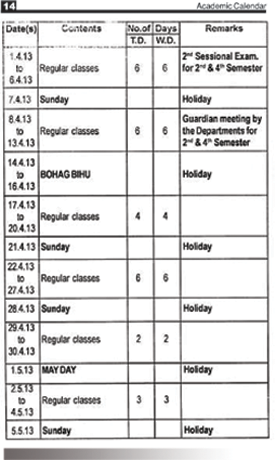 14 Academic Calendar
Date(s) Contents No.of Days Remarks
T.D. W.D.
1.4.13 to 6.4.13 Regular classes 6 6 2nd Sessional Exam. for 2nd & 4th Semester
7.4.13 Sunday Holiday
8.4.13 to 13.4.13 Regular classes 6 6 Guardian meeting by the Departments for 2nd & 4th Semester
14.4.13 to 16.4.13 BOHAG BIHU Holiday
17.4.13 to 20.4.13 Regular classes 4 4
21.4.13 Sunday Holiday
22.4.13 to 27.4.13 Regular classes 6 6
28.4.13 Sunday Holiday
29.4.13 to 30.4.13 Regular classes 2 2
1.5.13 MAY DAY Holiday
2.5.13 to 4.5.13 Regular classes 3 3
5.5.13 Sunday Holiday